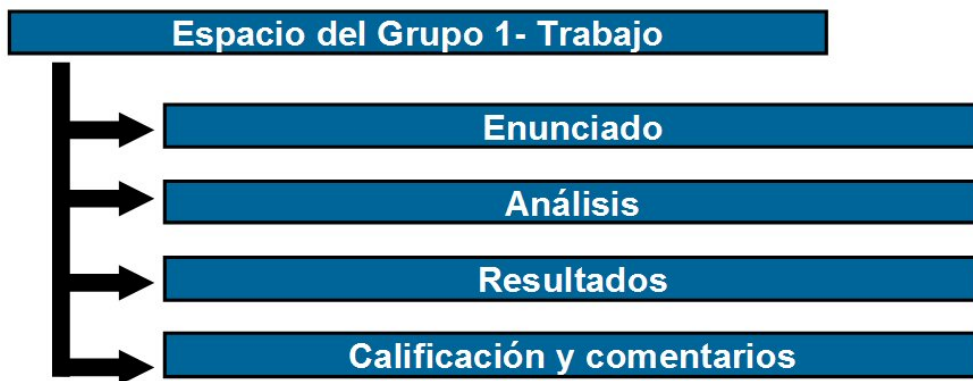 Espacio del Grupo 1- Trabajo
Enunciado
Análisis
Resultados
Calificación y comentarios